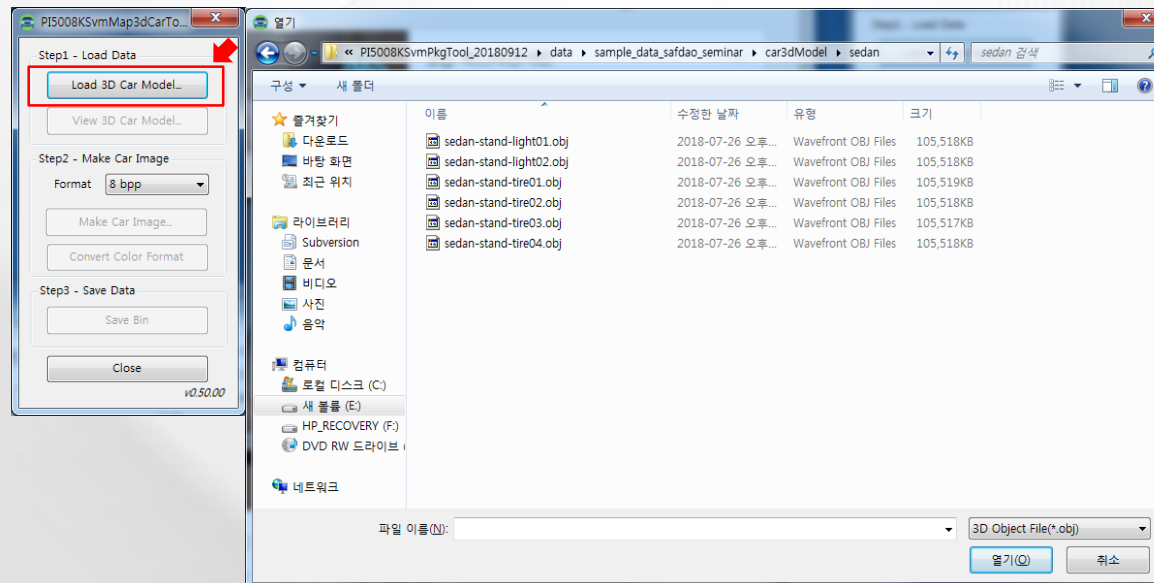 PI5008KSvmMap3dCarTo...
Step1 - Load Data
Load 3D Car Model...
View 3D Car Model...
Step2 - Make Car Image
Format 8 bpp
Make Car Image...
Convert Color Format
Step3 - Save Data
Save Bin
Close
v0.50.00
열기
« PI5008KSvmPkgTool_20180912 ▸ data ▸ sample_data_safdao_seminar ▸ car3dModel ▸ sedan
sedan 검색
구성 새 폴더
즐겨찾기
다운로드
바탕 화면
최근 위치
라이브러리
Subversion
문서
비디오
사진
음악
컴퓨터
로컬 디스크 (C:)
새 볼륨 (E:)
HP_RECOVERY (F:)
DVD RW 드라이브 (
네트워크
이름 수정한 날짜 유형 크기
sedan-stand-light01.obj 2018-07-26 오후... Wavefront OBJ Files 105,518KB
sedan-stand-light02.obj 2018-07-26 오후... Wavefront OBJ Files 105,518KB
sedan-stand-tire01.obj 2018-07-26 오후... Wavefront OBJ Files 105,519KB
sedan-stand-tire02.obj 2018-07-26 오후... Wavefront OBJ Files 105,518KB
sedan-stand-tire03.obj 2018-07-26 오후... Wavefront OBJ Files 105,517KB
sedan-stand-tire04.obj 2018-07-26 오후... Wavefront OBJ Files 105,518KB
파일 이름(N):
3D Object File(*.obj)
열기(O) 취소